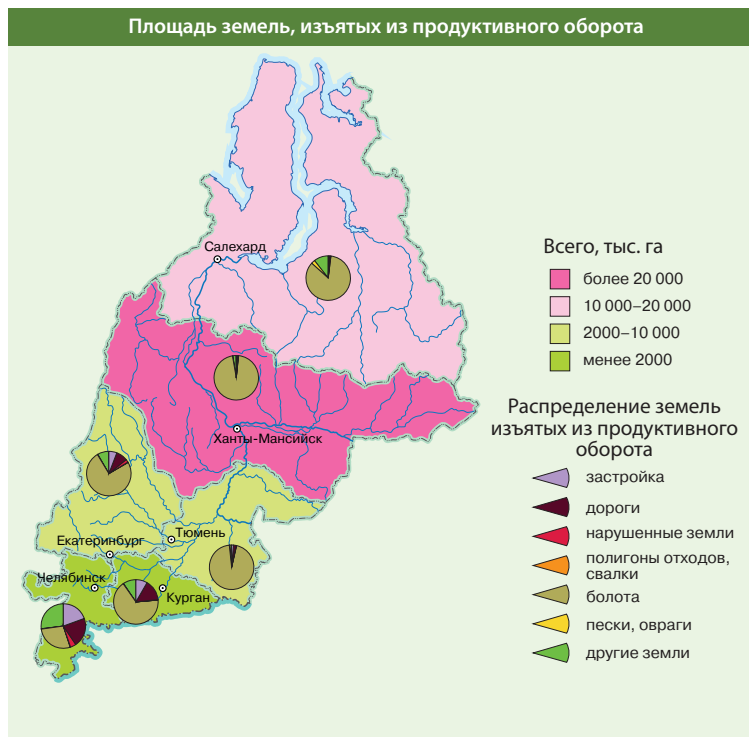 Площадь земель, изъятых из продуктивного оборота
Салехард
Ханты-Мансийск
Екатеринбург
Тюмень
Челябинск
Курган
Всего, тыс. га
более 20 000
10 000–20 000
2000–10 000
менее 2000
Распределение земель
изъятых из продуктивного
оборота
застройка
дороги
нарушенные земли
полигоны отходов,
свалки
болота
пески, овраги
другие земли